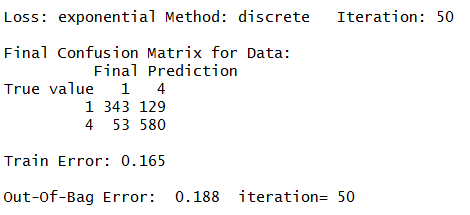 Loss: exponential Method: discrete   Iteration: 50
Final Confusion Matrix for Data:
          Final Prediction
True value   1   4
         1 343 129
         4  53 580
Train Error: 0.165
Out-Of-Bag Error:  0.188  iteration= 50